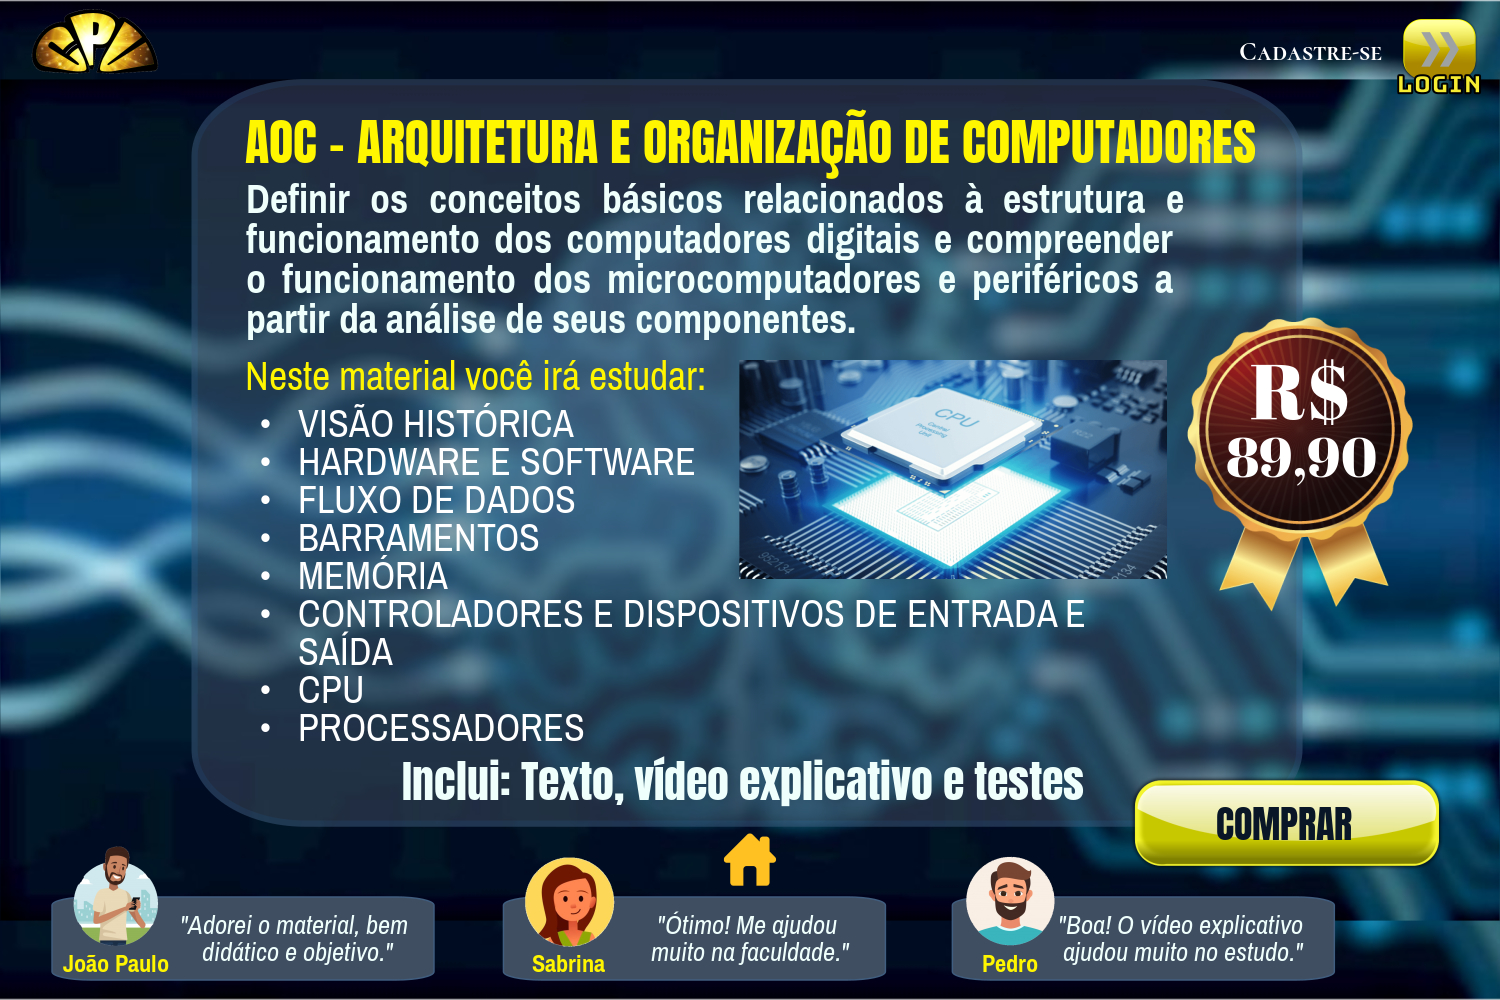 P
CADASTRE-SE
LOGIN
AOC - ARQUITETURA E ORGANIZAÇÃO DE COMPUTADORES
Definir os conceitos básicos relacionados à estrutura e
funcionamento dos computadores digitais e compreender
o funcionamento dos microcomputadores e periféricos a
partir da análise de seus componentes.
Neste material você irá estudar:
• VISÃO HISTÓRICA
• HARDWARE E SOFTWARE
• FLUXO DE DADOS
• BARRAMENTOS
• MEMÓRIA
• CONTROLADORES E DISPOSITIVOS DE ENTRADA E
SAÍDA
• CPU
• PROCESSADORES
CPU
Central
Processing
Unit
R$
89,90
Inclui: Texto, vídeo explicativo e testes
COMPRAR
"Adorei o material, bem
didático e objetivo."
João Paulo
"Ótimo! Me ajudou
muito na faculdade."
Sabrina
"Boa! O vídeo explicativo
ajudou muito no estudo."
Pedro